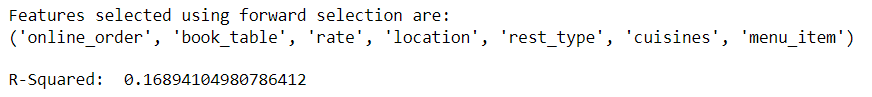 Features selected using forward selection are:
('online_order', 'book_table', 'rate', 'location', 'rest_type', 'cuisines', 'menu_item')
R-Squared:  0.16894104980786412